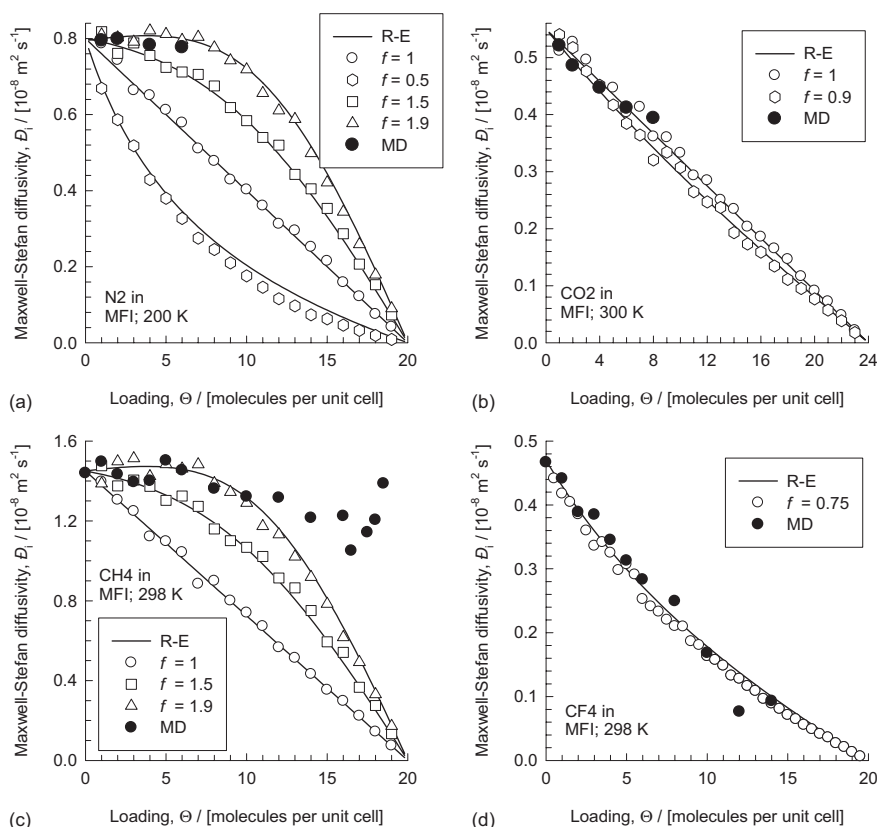 Maxwell-Stefan diffusivity, Đi / [10-8 m2 s-1]
0.8
0.6
0.4
0.2
0.0
R-E
f = 1
f = 0.5
f = 1.5
f = 1.9
MD
N2 in
MFI; 200 K
0 5 10 15 20
(a) Loading, Θ / [molecules per unit cell]
Maxwell-Stefan diffusivity, Đi / [10-8 m2 s-1]
0.5
0.4
0.3
0.2
0.1
0.0
R-E
f = 1
f = 0.9
MD
CO2 in
MFI; 300 K
0 4 8 12 16 20 24
(b) Loading, Θ / [molecules per unit cell]
Maxwell-Stefan diffusivity, Đi / [10-8 m2 s-1]
1.6
1.2
0.8
0.4
0.0
CH4 in
MFI; 298 K
R-E
f = 1
f = 1.5
f = 1.9
MD
0 5 10 15 20
(c) Loading, Θ / [molecules per unit cell]
Maxwell-Stefan diffusivity, Đi / [10-8 m2 s-1]
0.5
0.4
0.3
0.2
0.1
0.0
R-E
f = 0.75
MD
CF4 in
MFI; 298 K
0 5 10 15 20
(d) Loading, Θ / [molecules per unit cell]